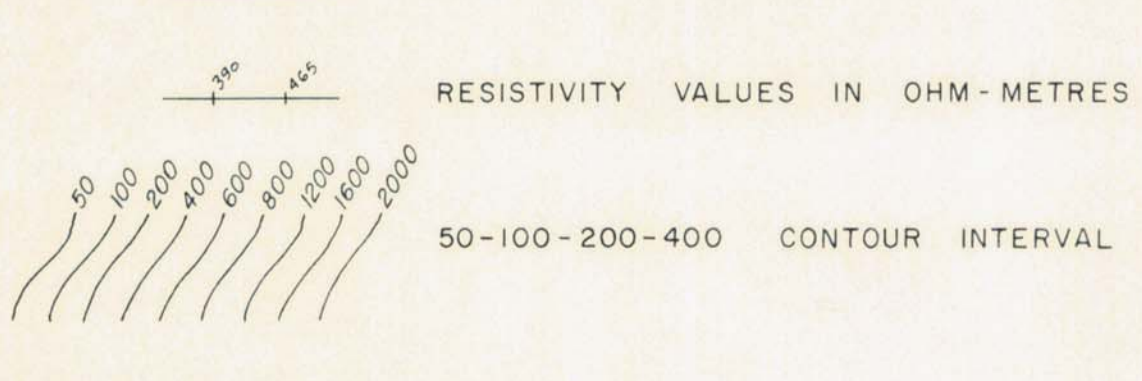 390 465 RESISTIVITY VALUES IN OHM-METRES
50 100 200 400 600 800 1200 1600 2000
50-100-200-400 CONTOUR INTERVAL